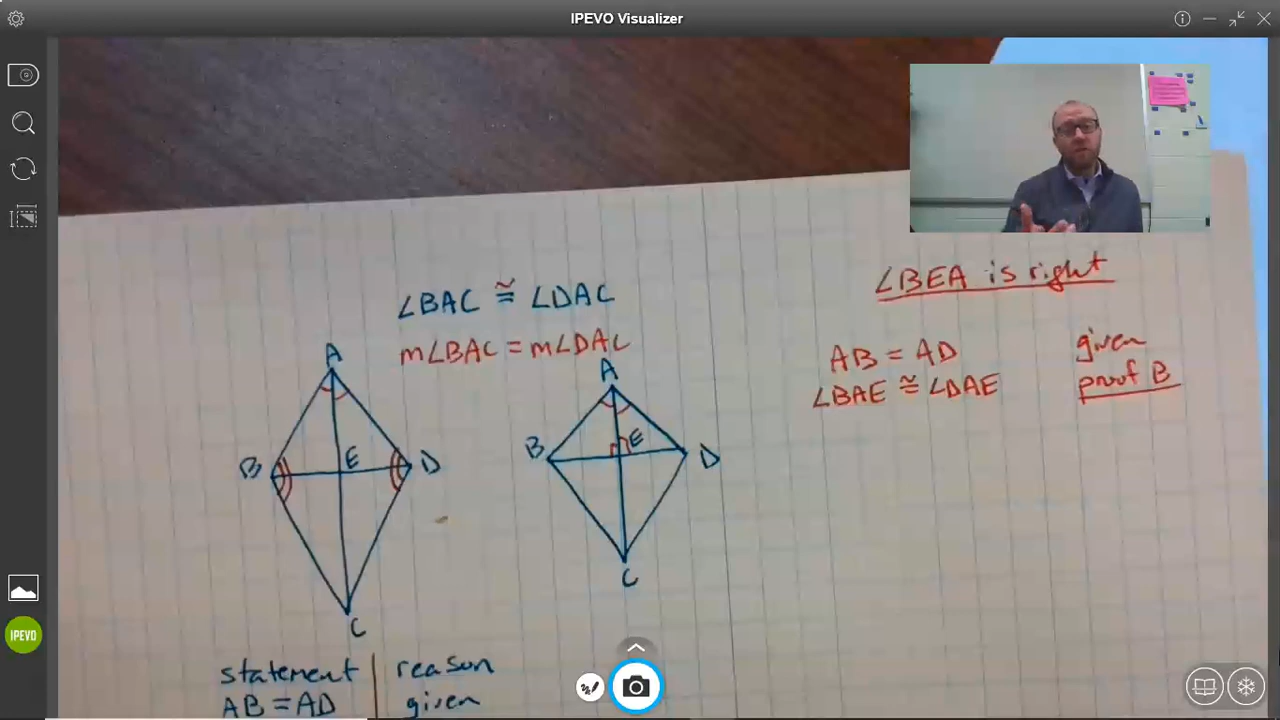 IPEVO Visualizer
∠BEA is right
∠BAC ≅ ∠DAC
m∠BAC = m∠DAC
AB = AD given
∠BAE ≅ ∠DAE proof B
A
B
E
D
C
A
B
E
D
C
IPEVO
statement reason
AB = AD given